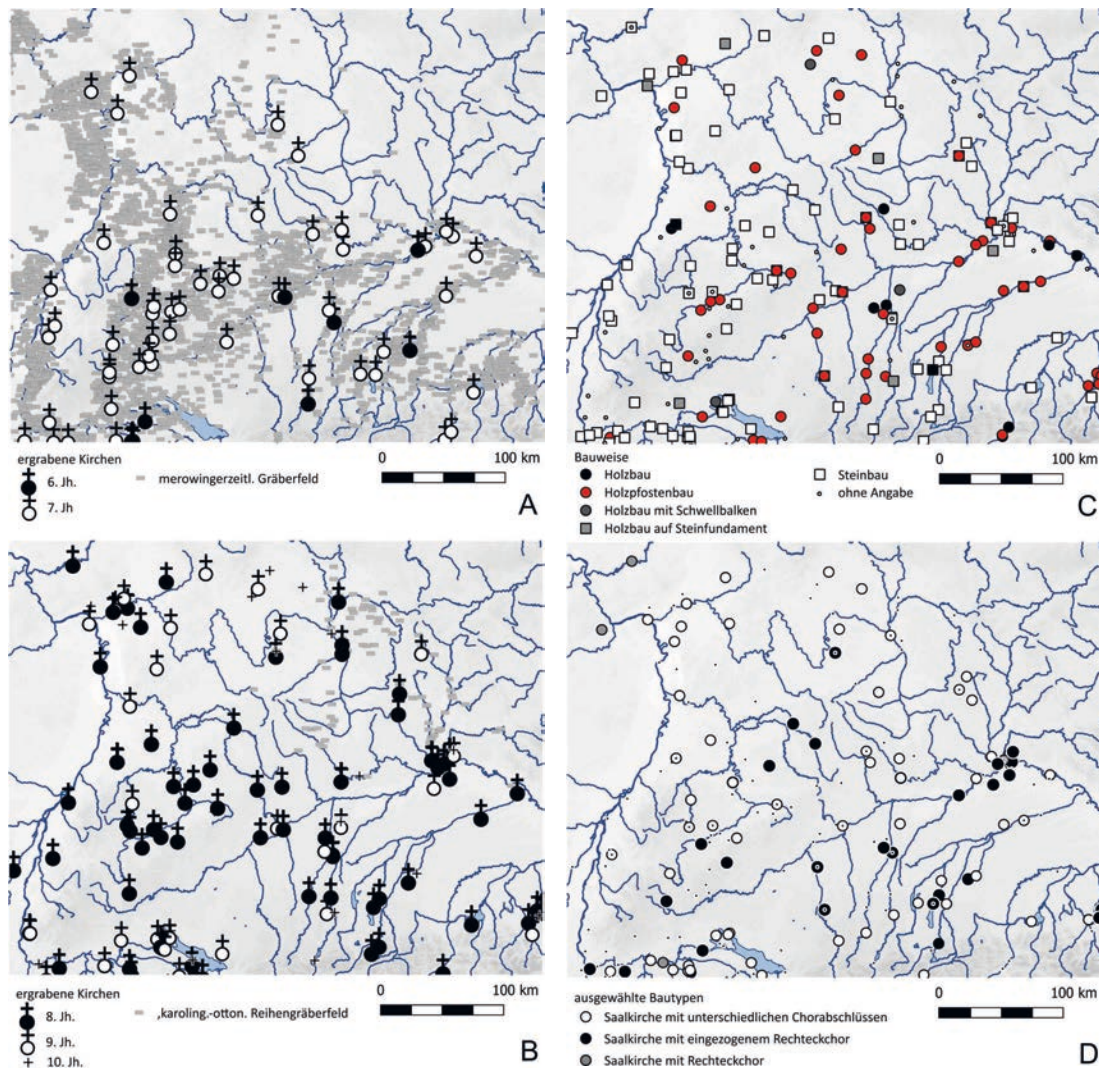 ergrabene Kirchen
6. Jh.
7. Jh
merowingerzeitl. Gräberfeld
0 100 km
A
Bauweise
Holzbau
Holzpfostenbau
Holzbau mit Schwellbalken
Holzbau auf Steinfundament
Steinbau
ohne Angabe
0 100 km
C
ergrabene Kirchen
8. Jh.
9. Jh.
10. Jh.
‚karoling.-otton. Reihengräberfeld
0 100 km
B
ausgewählte Bautypen
Saalkirche mit unterschiedlichen Chorabschlüssen
Saalkirche mit eingezogenem Rechteckchor
Saalkirche mit Rechteckchor
0 100 km
D